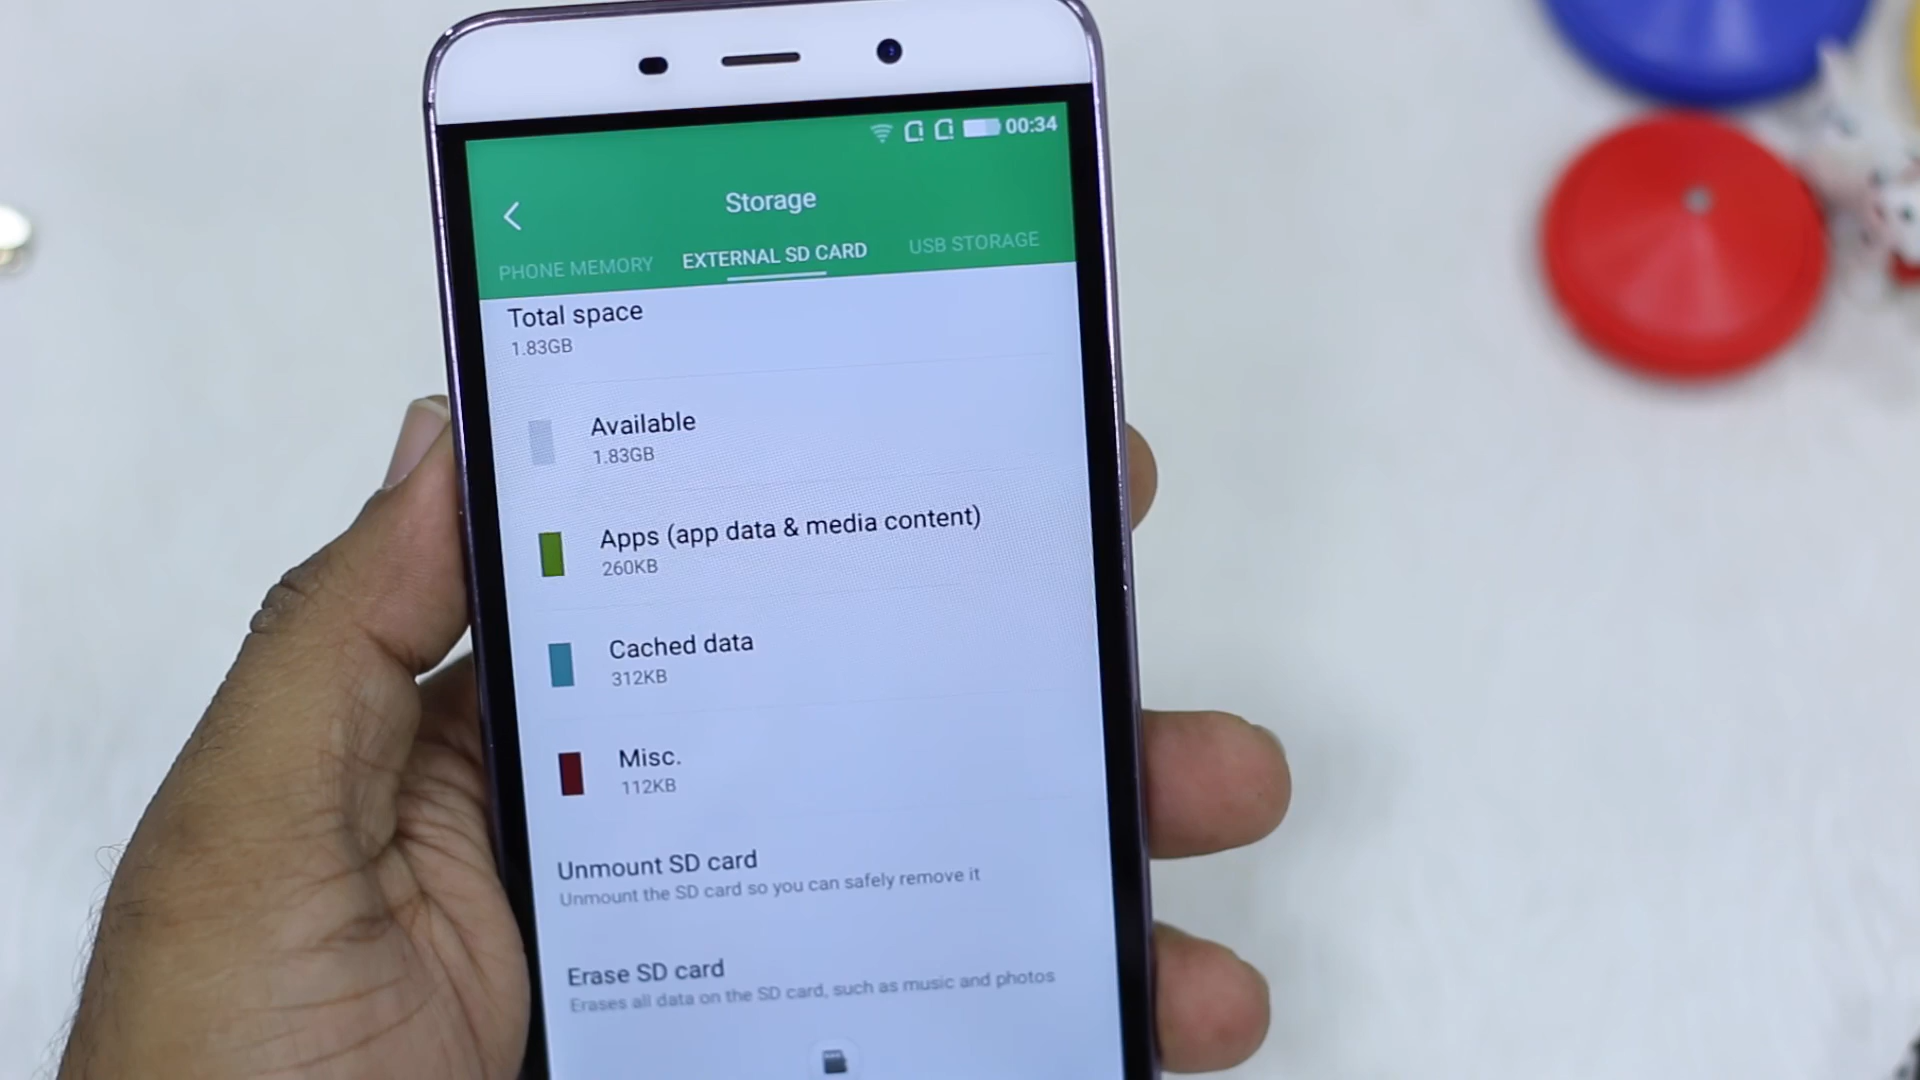 00:34
Storage
PHONE MEMORY EXTERNAL SD CARD USB STORAGE
Total space
1.83GB
Available
1.83GB
Apps (app data & media content)
260KB
Cached data
312KB
Misc.
112KB
Unmount SD card
Unmount the SD card so you can safely remove it
Erase SD card
Erases all data on the SD card, such as music and photos